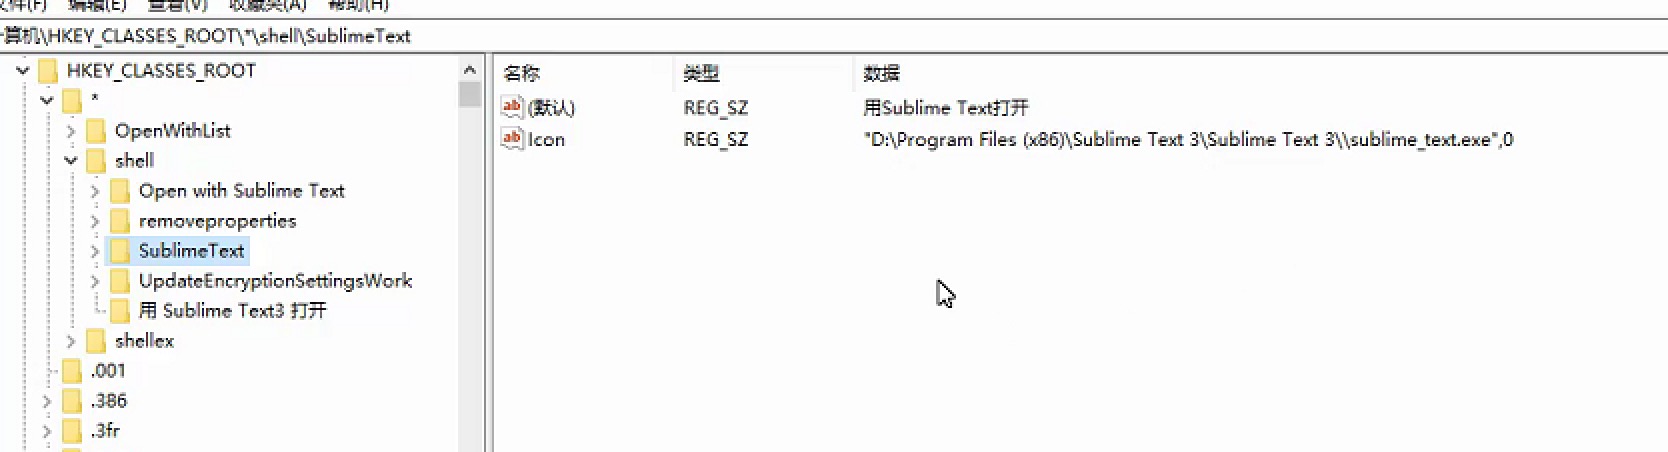 文件(F) 编辑(E) 查看(V) 收藏夹(A) 帮助(H)
计算机\HKEY_CLASSES_ROOT\*\shell\SublimeText
HKEY_CLASSES_ROOT
*
OpenWithList
shell
Open with Sublime Text
removeproperties
SublimeText
UpdateEncryptionSettingsWork
用 Sublime Text3 打开
shellex
.001
.386
.3fr
名称 类型 数据
(默认) REG_SZ 用Sublime Text打开
Icon REG_SZ "D:\Program Files (x86)\Sublime Text 3\Sublime Text 3\\sublime_text.exe",0